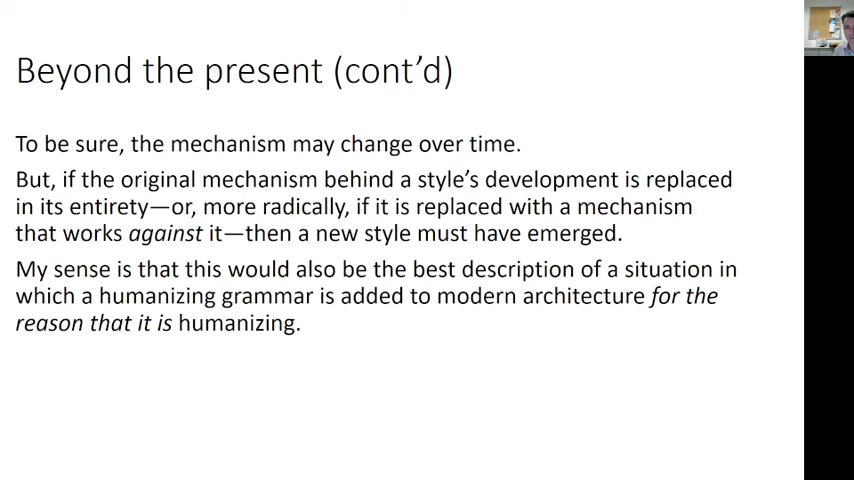 Beyond the present (cont’d)
To be sure, the mechanism may change over time.
But, if the original mechanism behind a style’s development is replaced
in its entirety—or, more radically, if it is replaced with a mechanism
that works against it—then a new style must have emerged.
My sense is that this would also be the best description of a situation in
which a humanizing grammar is added to modern architecture for the
reason that it is humanizing.